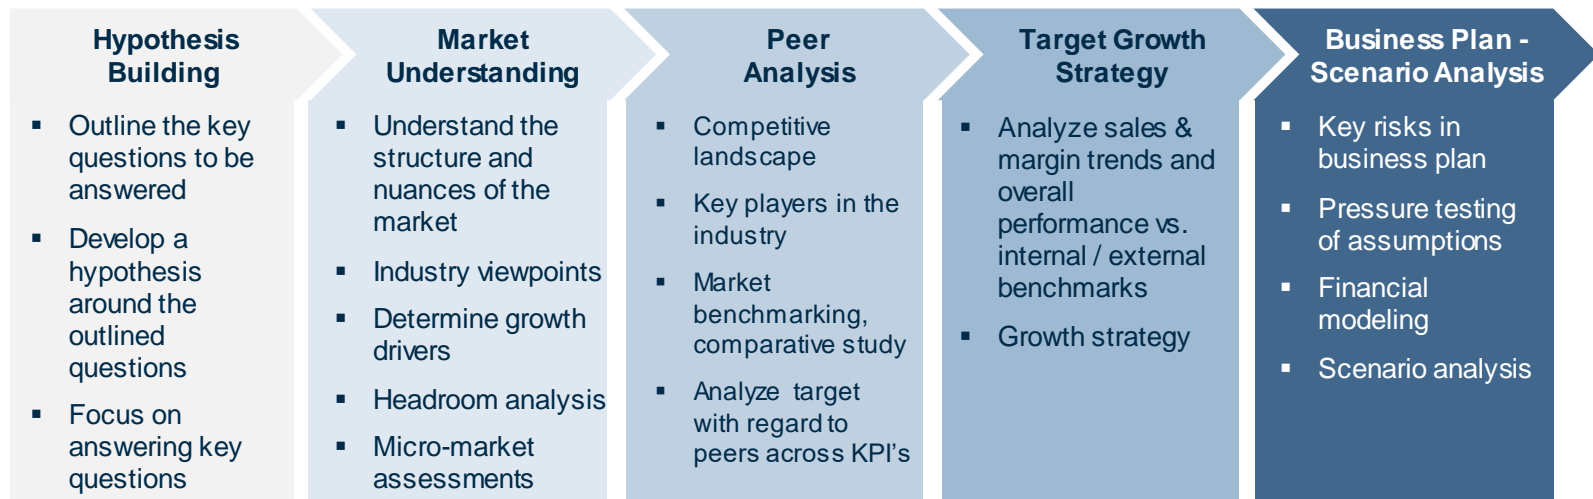 Hypothesis
Building
▪ Outline the key
questions to be
answered
▪ Develop a
hypothesis
around the
outlined
questions
▪ Focus on
answering key
questions
Market
Understanding
▪ Understand the
structure and
nuances of the
market
▪ Industry viewpoints
▪ Determine growth
drivers
▪ Headroom analysis
▪ Micro-market
assessments
Peer
Analysis
▪ Competitive
landscape
▪ Key players in the
industry
▪ Market
benchmarking,
comparative study
▪ Analyze target
with regard to
peers across KPI's
Target Growth
Strategy
▪ Analyze sales &
margin trends and
overall
performance vs.
internal / external
benchmarks
▪ Growth strategy
Business Plan -
Scenario Analysis
▪ Key risks in
business plan
▪ Pressure testing
of assumptions
▪ Financial
modeling
▪ Scenario analysis